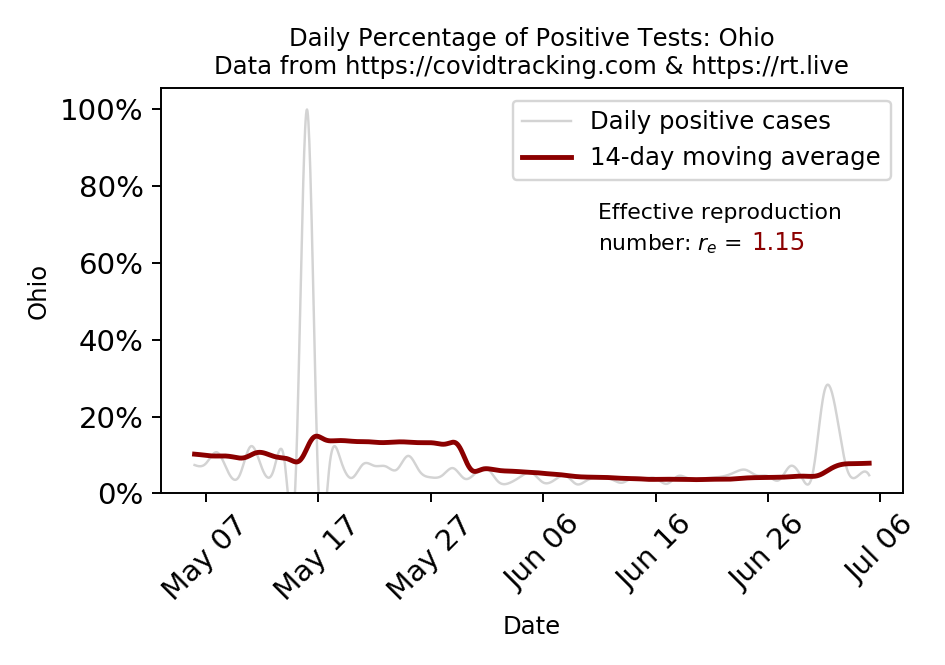 Daily Percentage of Positive Tests: Ohio
Data from https://covidtracking.com & https://rt.live
100%
80%
60%
40%
20%
0%
Ohio
Daily positive cases
14-day moving average
Effective reproduction
number: rₑ = 1.15
May 07
May 17
May 27
Jun 06
Jun 16
Jun 26
Jul 06
Date